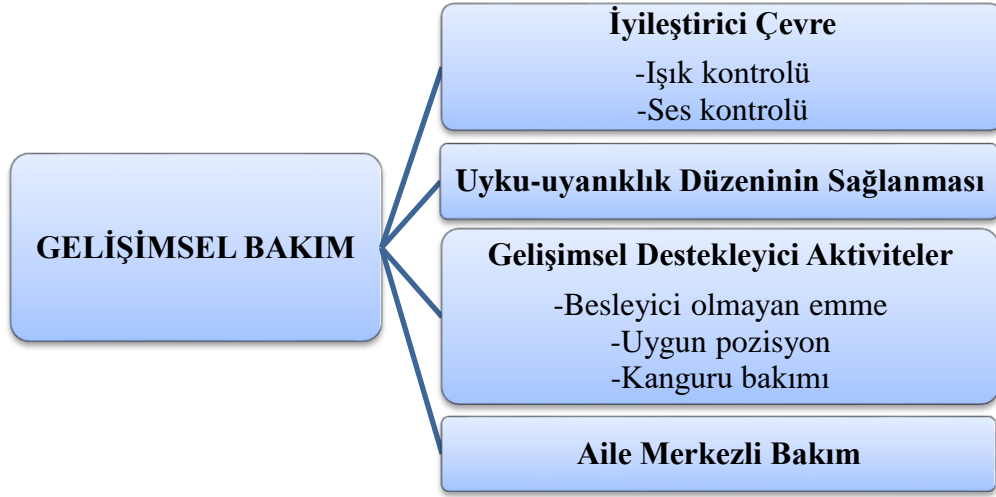 GELİŞİMSEL BAKIM
İyileştirici Çevre
-Işık kontrolü
-Ses kontrolü
Uyku-uyanıklık Düzeninin Sağlanması
Gelişimsel Destekleyici Aktiviteler
-Besleyici olmayan emme
-Uygun pozisyon
-Kanguru bakımı
Aile Merkezli Bakım